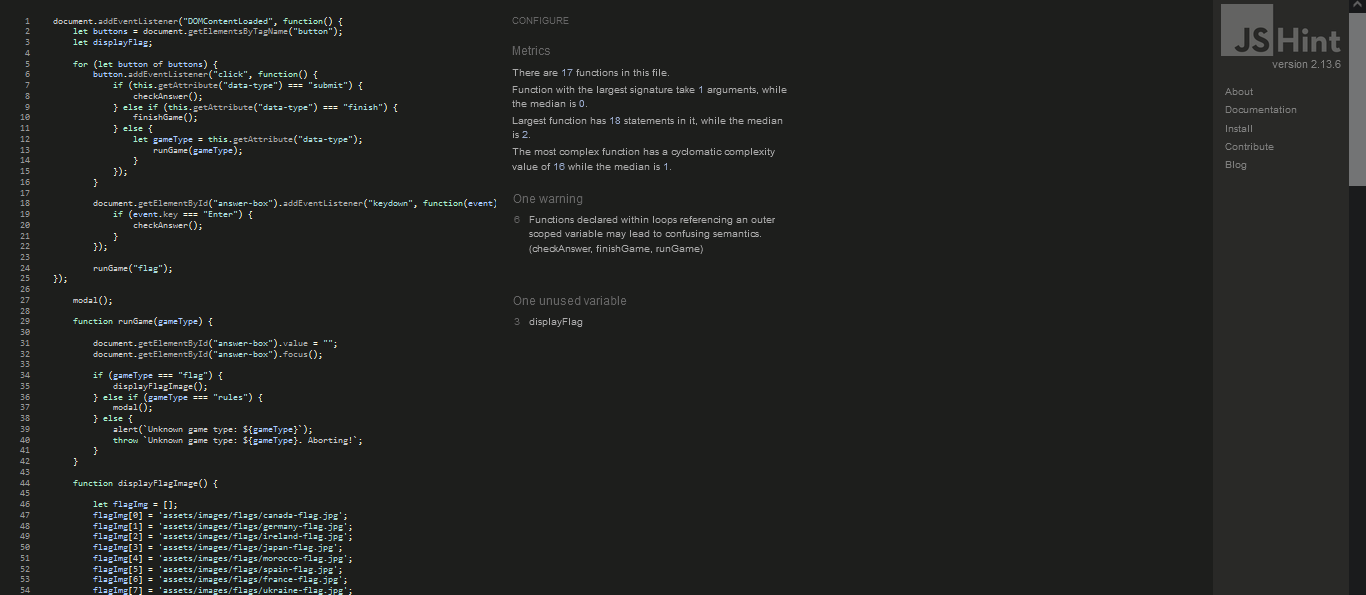 1 document.addEventListener("DOMContentLoaded", function() {
2 let buttons = document.getElementsByTagName("button");
3 let displayFlag;
4
5 for (let button of buttons) {
6 button.addEventListener("click", function() {
7 if (this.getAttribute("data-type") === "submit") {
8 checkAnswer();
9 } else if (this.getAttribute("data-type") === "finish") {
10 finishGame();
11 } else {
12 let gameType = this.getAttribute("data-type");
13 runGame(gameType);
14 }
15 });
16 }
17
18 document.getElementById("answer-box").addEventListener("keydown", function(event)
19 if (event.key === "Enter") {
20 checkAnswer();
21 }
22 });
23
24 runGame("flag");
25 });
26
27 modal();
28
29 function runGame(gameType) {
30
31 document.getElementById("answer-box").value = "";
32 document.getElementById("answer-box").focus();
33
34 if (gameType === "flag") {
35 displayFlagImage();
36 } else if (gameType === "rules") {
37 modal();
38 } else {
39 alert(`Unknown game type: ${gameType}`);
40 throw `Unknown game type: ${gameType}. Aborting!`;
41 }
42 }
43
44 function displayFlagImage() {
45
46 let flagImg = [];
47 flagImg[0] = 'assets/images/flags/canada-flag.jpg';
48 flagImg[1] = 'assets/images/flags/germany-flag.jpg';
49 flagImg[2] = 'assets/images/flags/ireland-flag.jpg';
50 flagImg[3] = 'assets/images/flags/japan-flag.jpg';
51 flagImg[4] = 'assets/images/flags/morocco-flag.jpg';
52 flagImg[5] = 'assets/images/flags/spain-flag.jpg';
53 flagImg[6] = 'assets/images/flags/france-flag.jpg';
54 flagImg[7] = 'assets/images/flags/ukraine-flag.jpg';
CONFIGURE
Metrics
There are 17 functions in this file.
Function with the largest signature take 1 arguments, while
the median is 0.
Largest function has 18 statements in it, while the median
is 2.
The most complex function has a cyclomatic complexity
value of 16 while the median is 1.
One warning
6 Functions declared within loops referencing an outer
scoped variable may lead to confusing semantics.
(checkAnswer, finishGame, runGame)
One unused variable
3 displayFlag
JSHint
version 2.13.6
About
Documentation
Install
Contribute
Blog